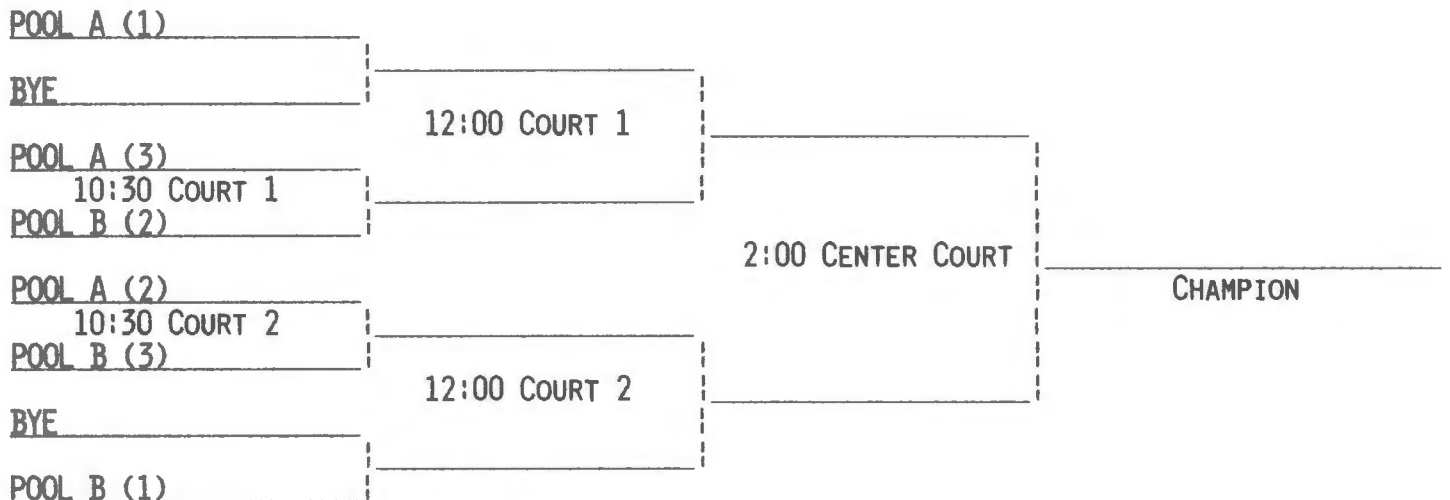 POOL A (1)
BYE
12:00 COURT 1
POOL A (3)
10:30 COURT 1
POOL B (2)
2:00 CENTER COURT
POOL A (2)
CHAMPION
10:30 COURT 2
POOL B (3)
12:00 COURT 2
BYE
POOL B (1)